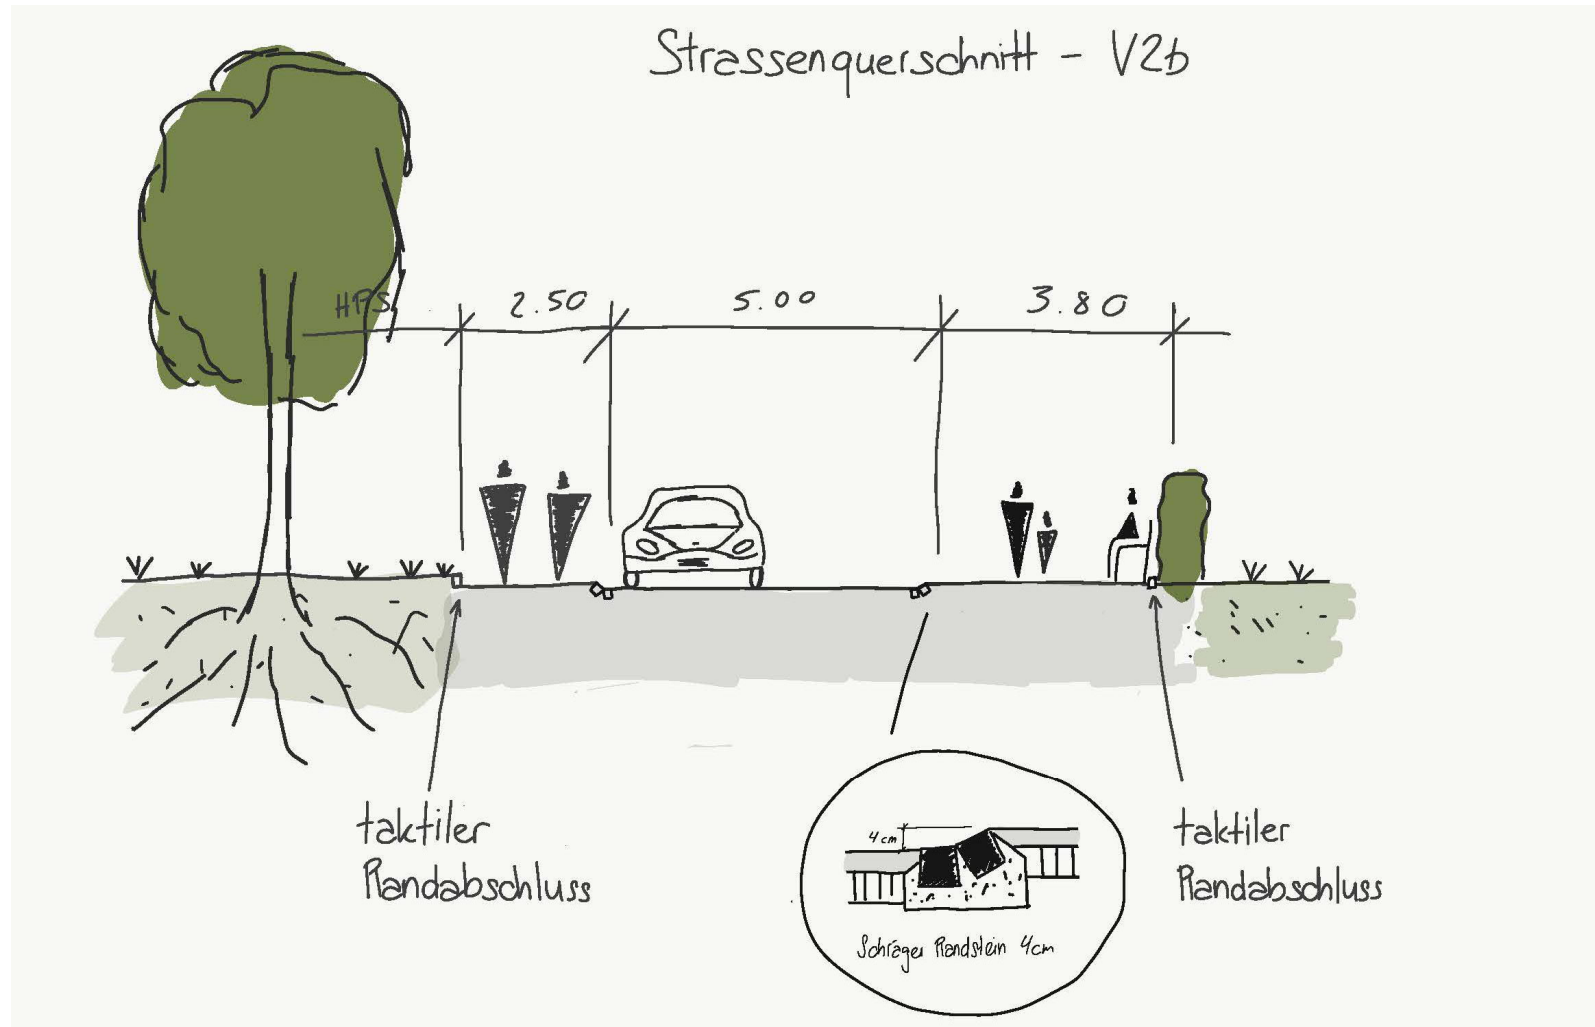 Strassenquerschnitt - V2b
HPS
2.50
5.00
3.80
taktiler
Randabschluss
4cm
Schräger Randstein 4cm
taktiler
Randabschluss